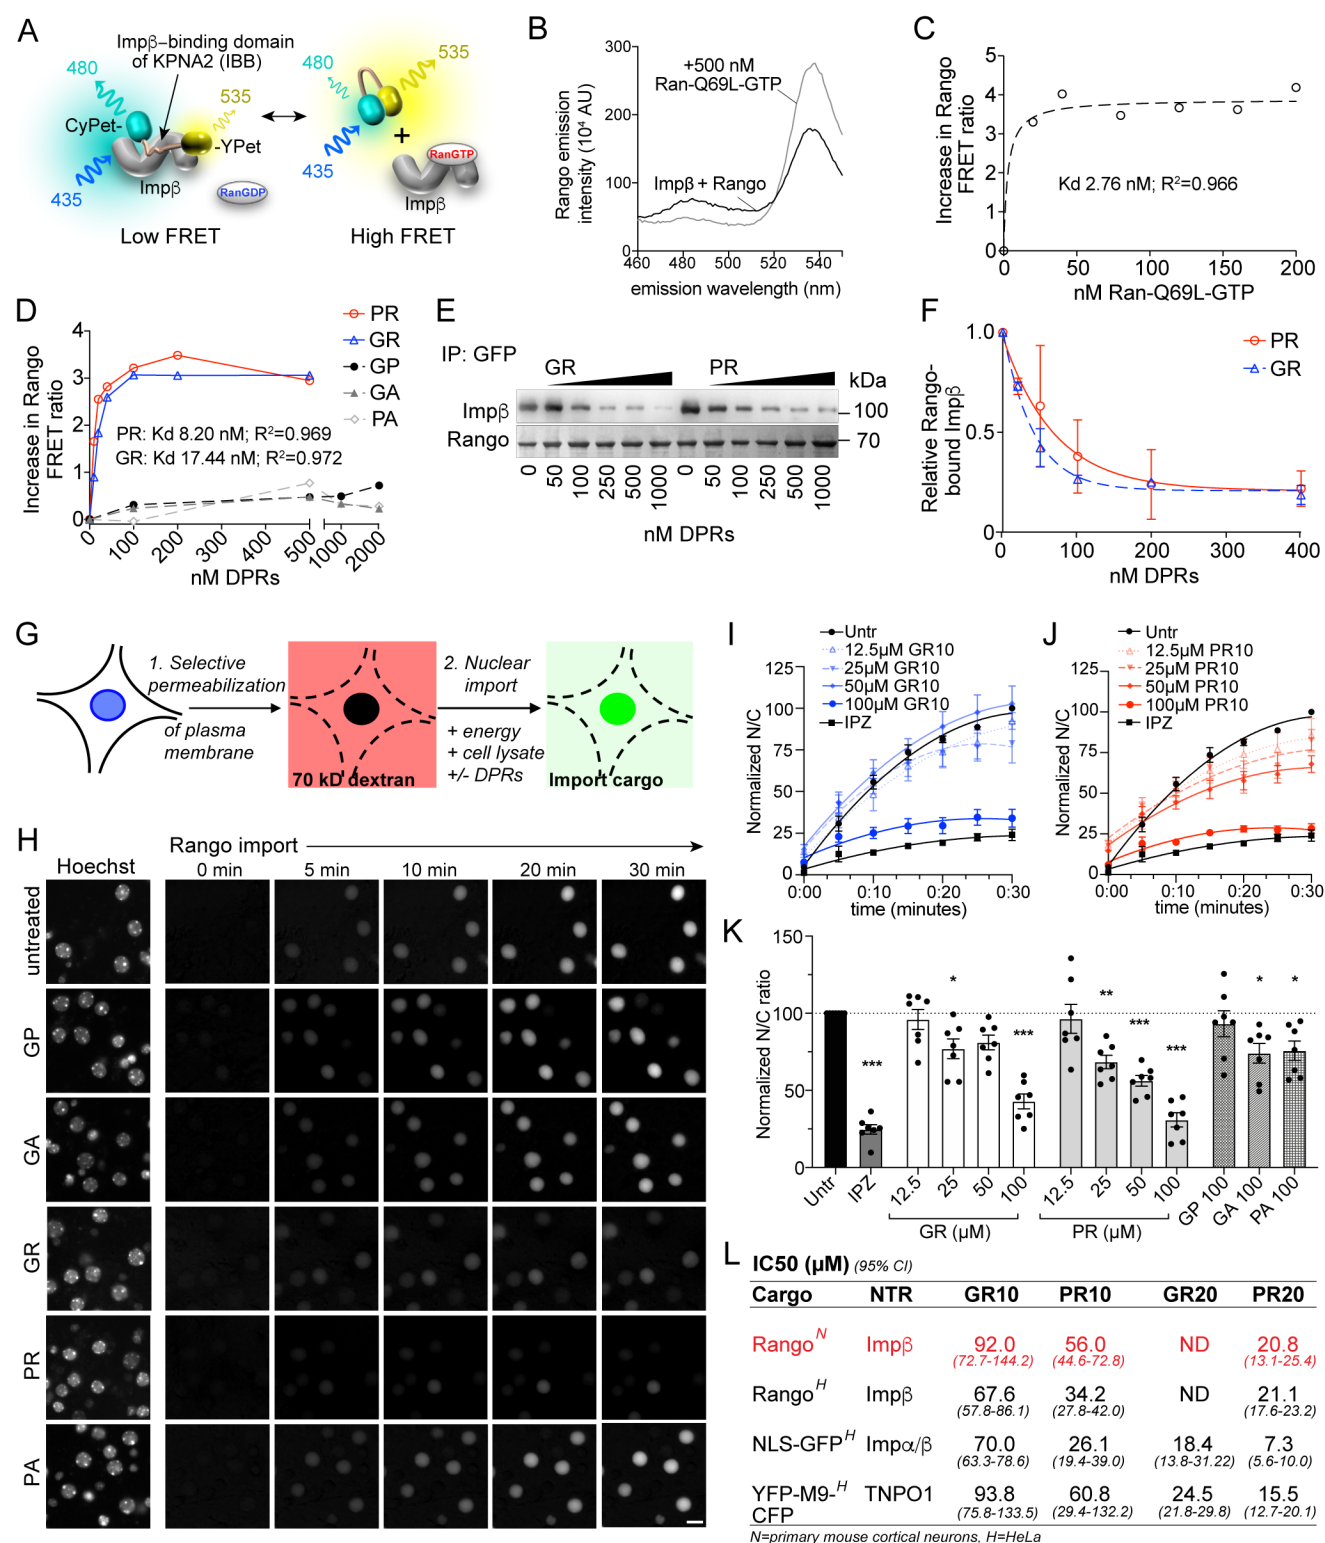 A
Impβ–binding domain
of KPNA2 (IBB)
480
535
CyPet-
-YPet
435
Impβ
RanGDP
Low FRET
480
535
435
+
RanGTP
Impβ
High FRET
B
Rango emission
intensity (10⁴ AU)
300
200
100
0
+500 nM
Ran-Q69L-GTP
Impβ + Rango
460 480 500 520 540
emission wavelength (nm)
C
Increase in Rango
FRET ratio
5
4
3
2
1
0
Kd 2.76 nM; R²=0.966
0 50 100 150 200
nM Ran-Q69L-GTP
D
Increase in Rango
FRET ratio
4
3
2
1
0
PR
GR
GP
GA
PA
PR: Kd 8.20 nM; R²=0.969
GR: Kd 17.44 nM; R²=0.972
0 100 200 300 400 500 1000 2000
nM DPRs
E
IP: GFP
GR PR
kDa
Impβ 100
Rango 70
0 50 100 250 500 1000 0 50 100 250 500 1000
nM DPRs
F
Relative Rango-
bound Impβ
1.0
0.5
0
PR
GR
0 100 200 300 400
nM DPRs
G
1. Selective
permeabilization
of plasma
membrane
70 kD dextran
2. Nuclear
import
+ energy
+ cell lysate
+/- DPRs
Import cargo
H
Rango import
Hoechst 0 min 5 min 10 min 20 min 30 min
untreated
GP
GA
GR
PR
PA
I
Untr
12.5µM GR10
25µM GR10
50µM GR10
100µM GR10
IPZ
Normalized N/C
125
100
75
50
25
0
0:00 0:10 0:20 0:30
time (minutes)
J
Untr
12.5µM PR10
25µM PR10
50µM PR10
100µM PR10
IPZ
Normalized N/C
125
100
75
50
25
0
0:00 0:10 0:20 0:30
time (minutes)
K
Normalized N/C ratio
150
100
50
0
*** * *** ** *** *** * *
Untr IPZ 12.5 25 50 100 12.5 25 50 100 GP 100 GA 100 PA 100
GR (µM) PR (µM)
L IC50 (µM) (95% CI)
Cargo NTR GR10 PR10 GR20 PR20
Rango N Impβ 92.0 56.0 ND 20.8
(72.7-144.2) (44.6-72.8) (13.1-25.4)
Rango H Impβ 67.6 34.2 ND 21.1
(57.8-86.1) (27.8-42.0) (17.6-23.2)
NLS-GFP H Impα/β 70.0 26.1 18.4 7.3
(63.3-78.6) (19.4-39.0) (13.8-31.22) (5.6-10.0)
YFP-M9- H TNPO1 93.8 60.8 24.5 15.5
CFP (75.8-133.5) (29.4-132.2) (21.8-29.8) (12.7-20.1)
N=primary mouse cortical neurons, H=HeLa